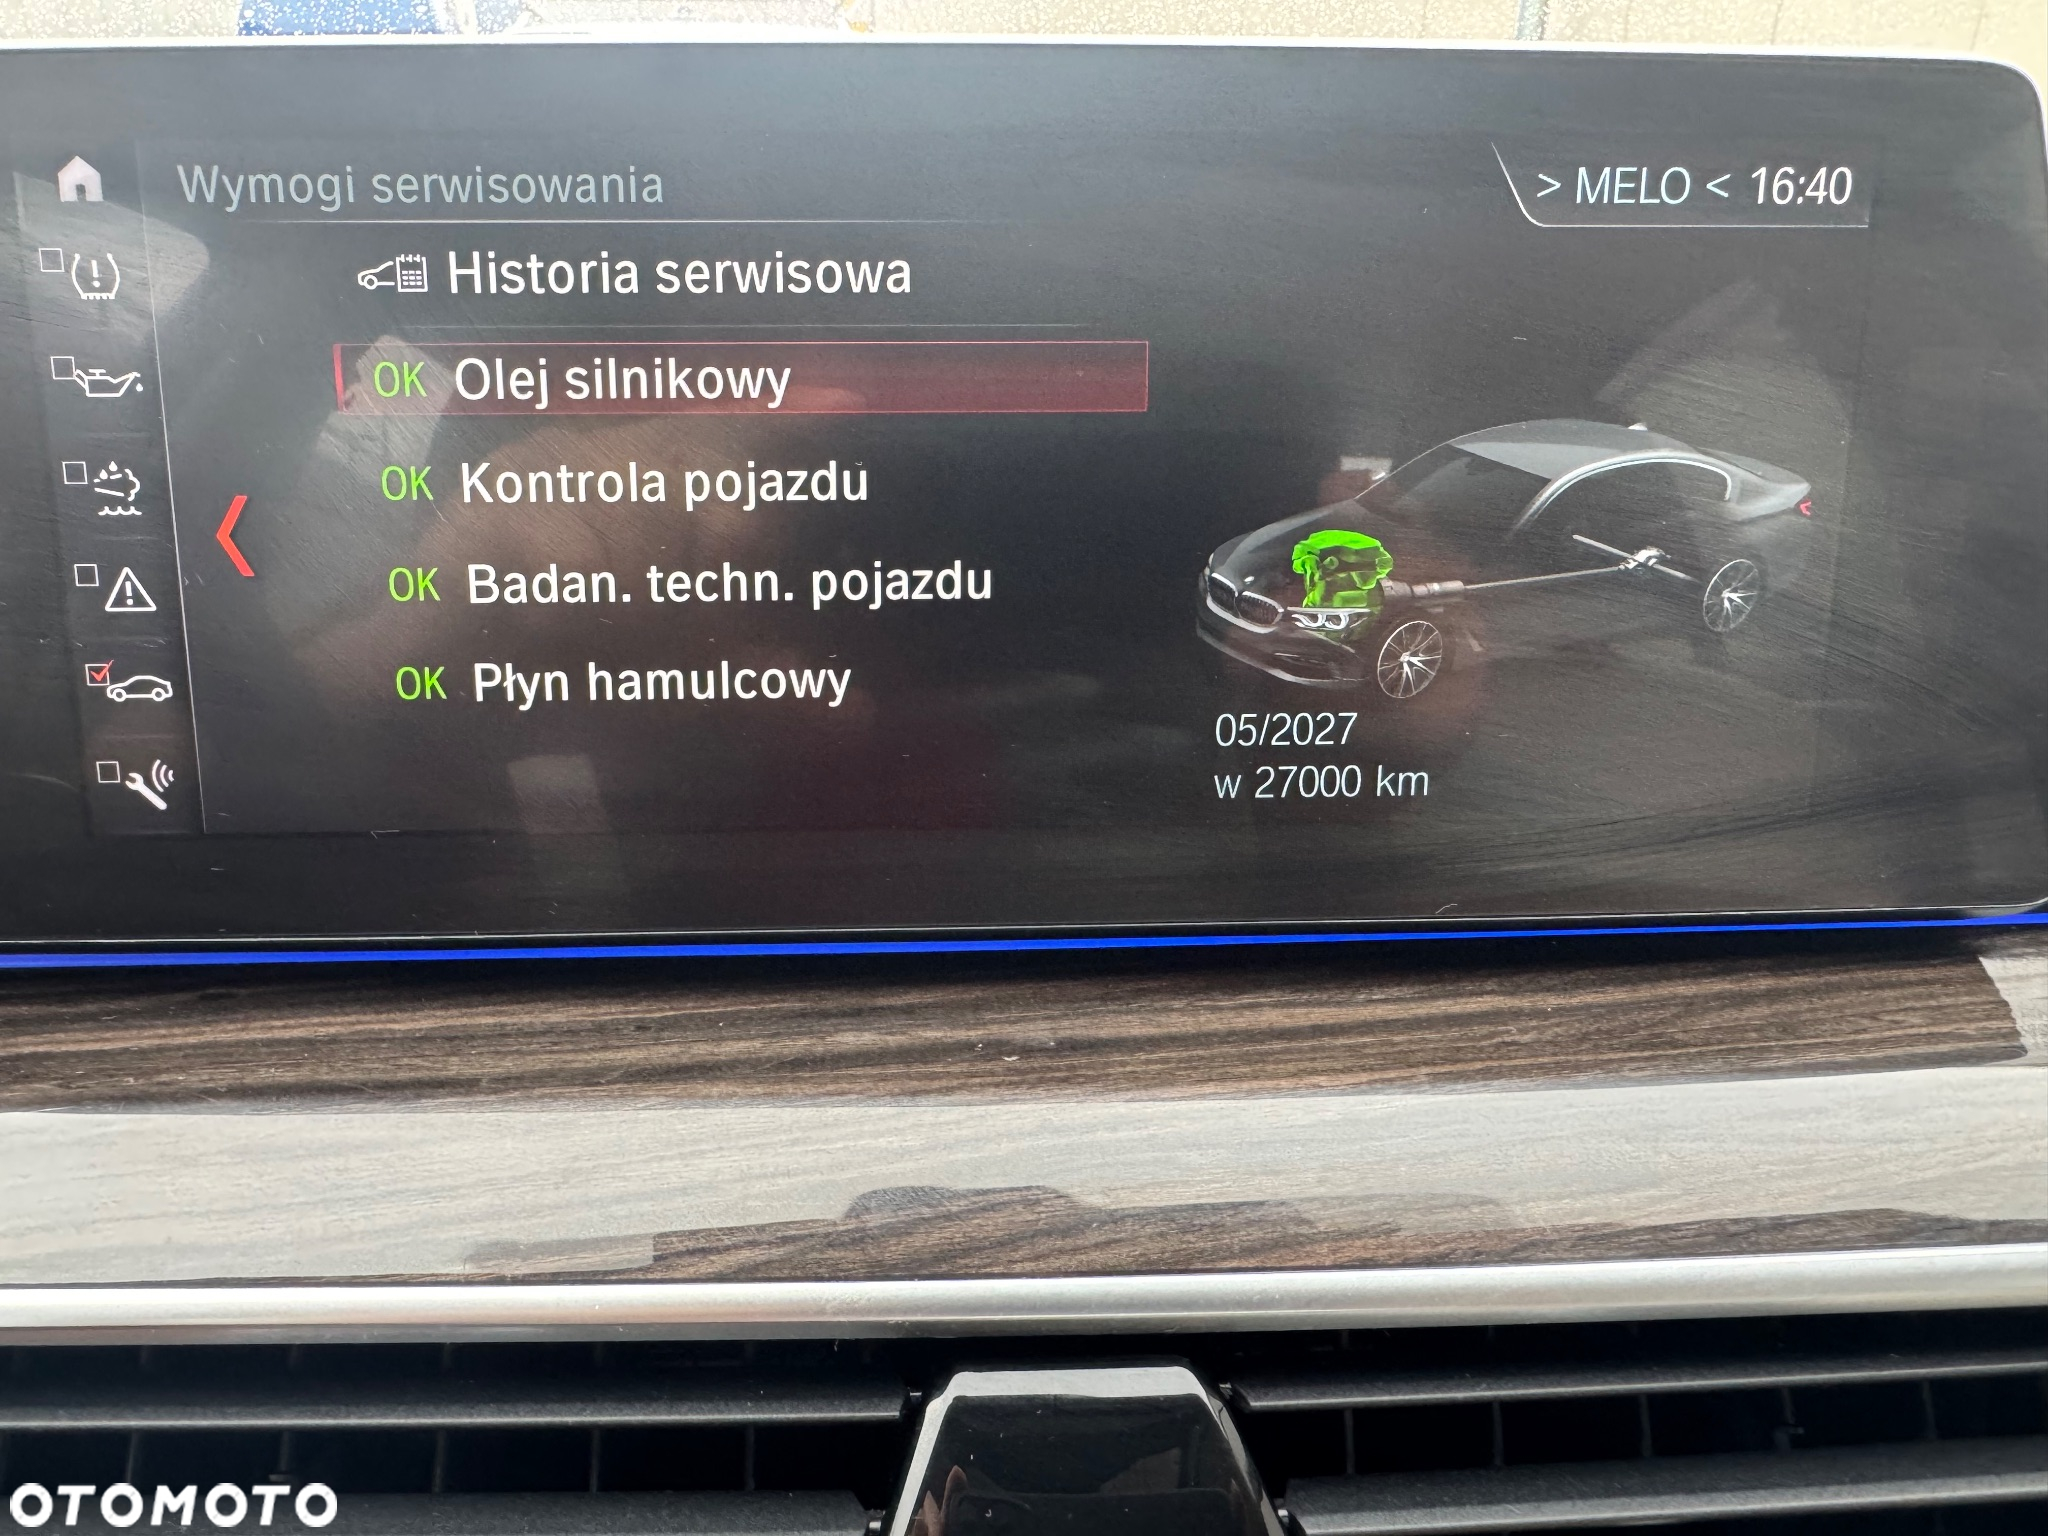 Wymogi serwisowania
> MELO < 16:40
Historia serwisowa
OK Olej silnikowy
OK Kontrola pojazdu
OK Badan. techn. pojazdu
OK Płyn hamulcowy
05/2027
w 27000 km
OTOMOTO